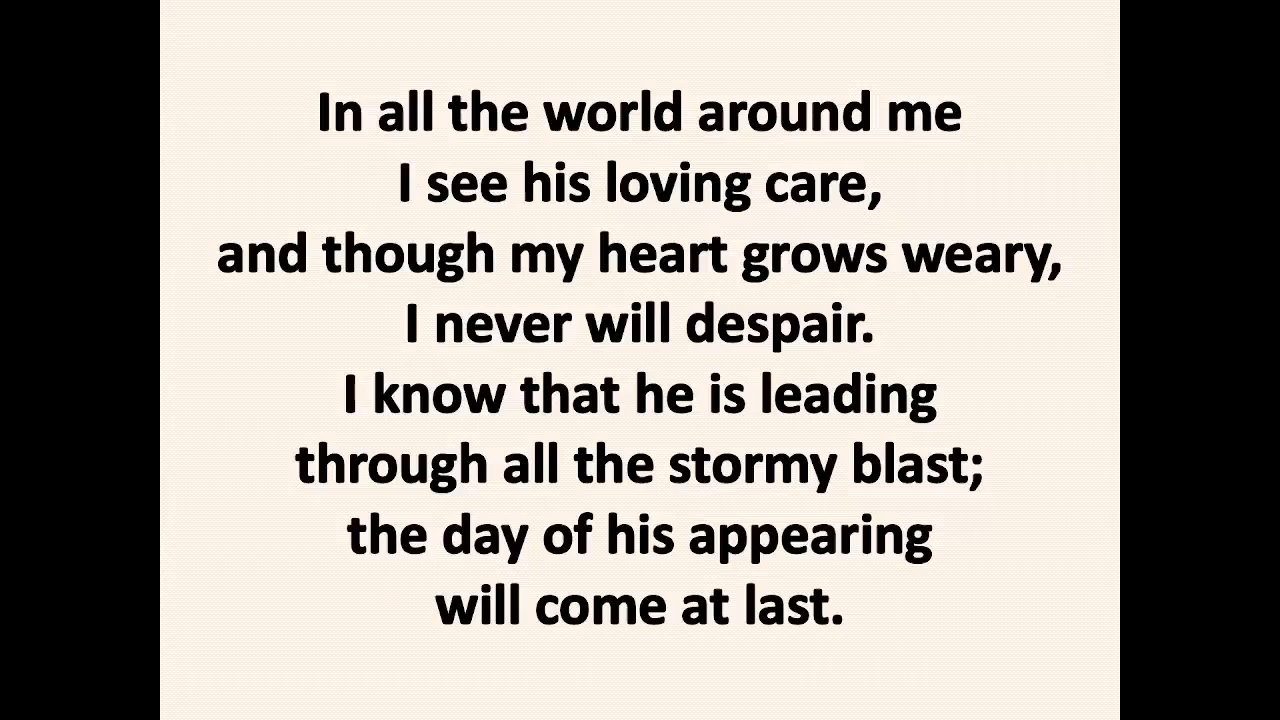 In all the world around me
I see his loving care,
and though my heart grows weary,
I never will despair.
I know that he is leading
through all the stormy blast;
the day of his appearing
will come at last.